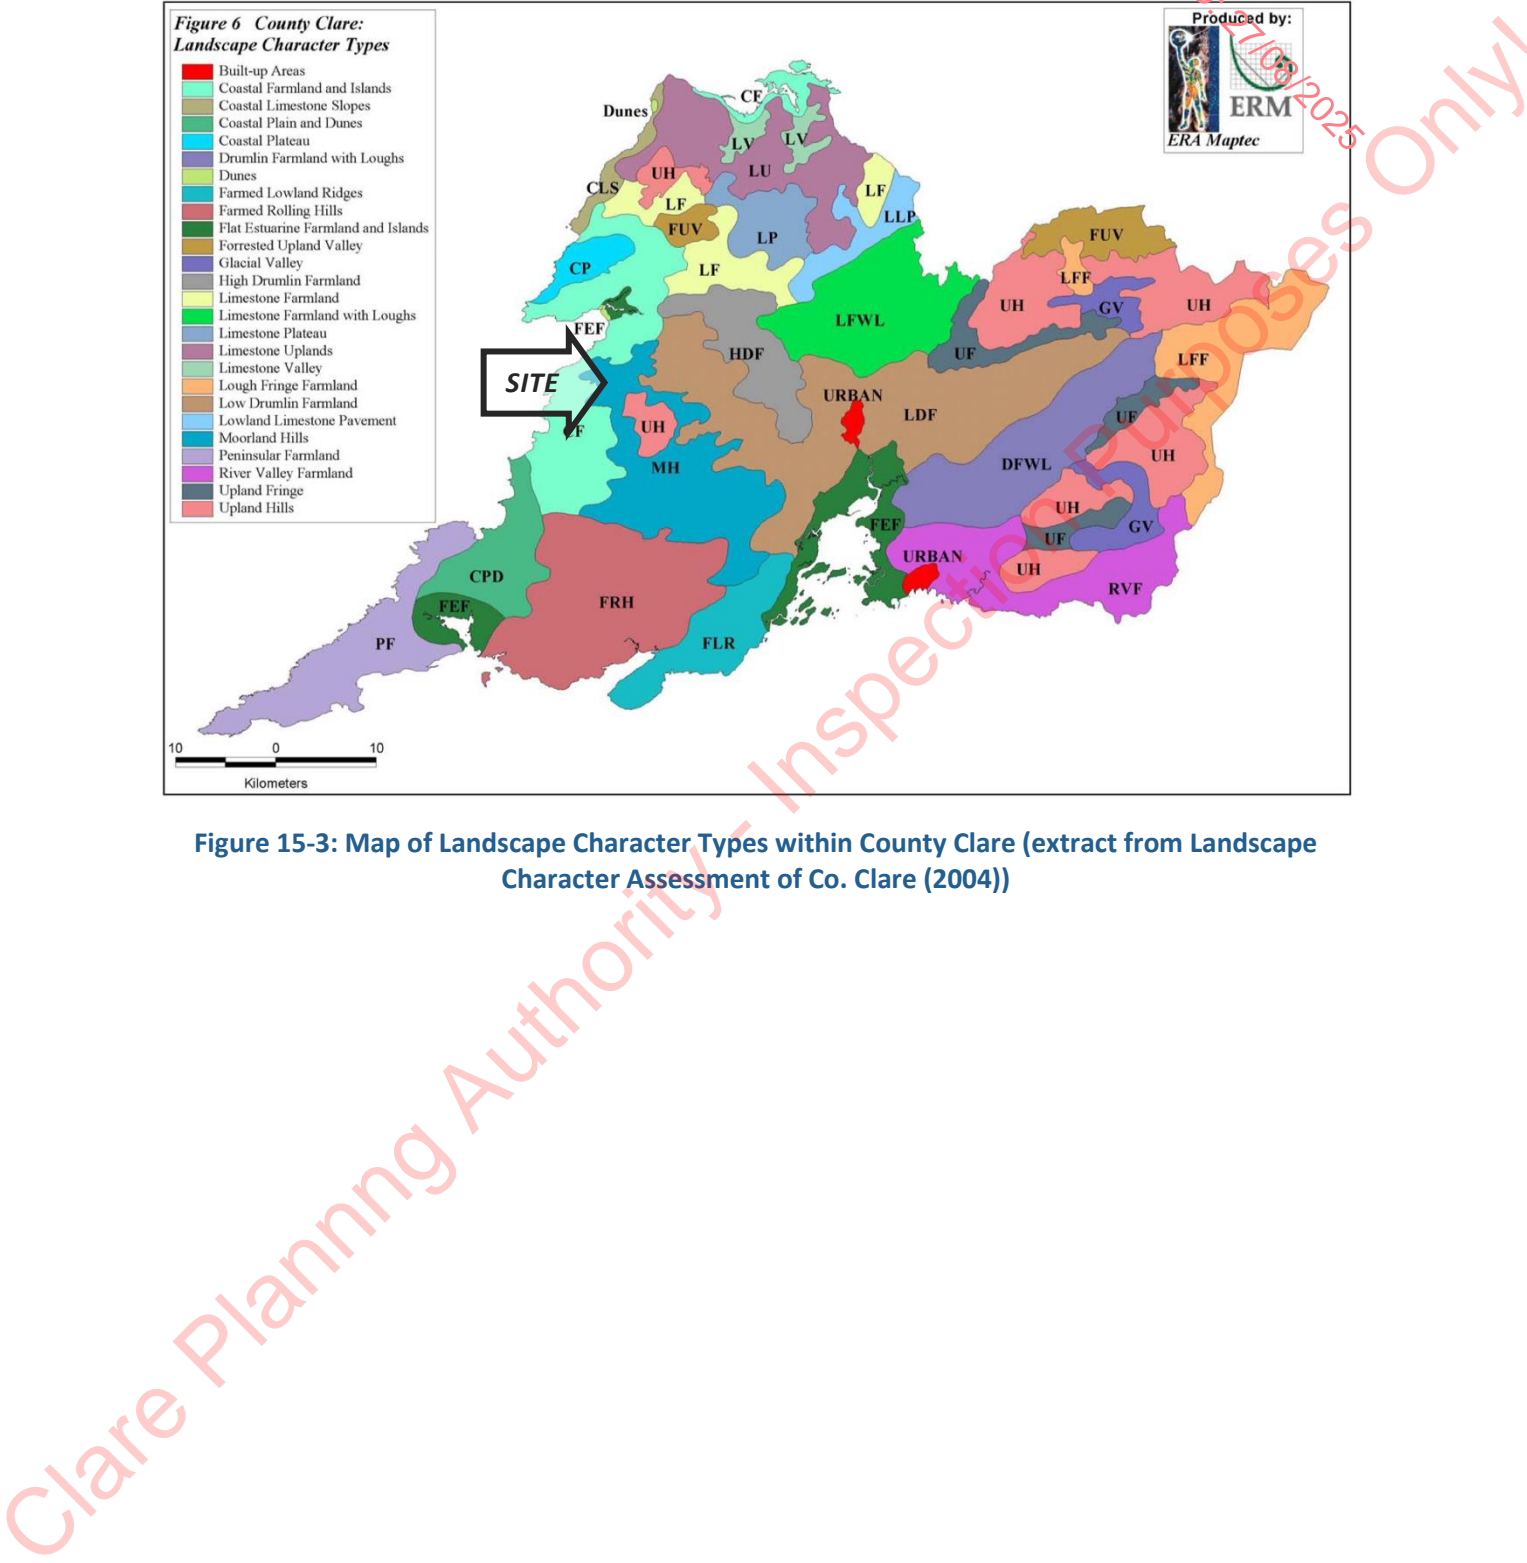 Figure 6 County Clare:
Landscape Character Types
Built-up Areas
Coastal Farmland and Islands
Coastal Limestone Slopes
Coastal Plain and Dunes
Coastal Plateau
Drumlin Farmland with Loughs
Dunes
Farmed Lowland Ridges
Farmed Rolling Hills
Flat Estuarine Farmland and Islands
Forrested Upland Valley
Glacial Valley
High Drumlin Farmland
Limestone Farmland
Limestone Farmland with Loughs
Limestone Plateau
Limestone Uplands
Limestone Valley
Lough Fringe Farmland
Low Drumlin Farmland
Lowland Limestone Pavement
Moorland Hills
Peninsular Farmland
River Valley Farmland
Upland Fringe
Upland Hills
Produced by:
ERM
ERA Maptec
27/08/2025
CF
Dunes
LV
LV
UH
LU
CLS
LF
LF
LLP
FUV
LP
FUV
CP
LF
LFF
UH
GV
UH
FEF
LFWL
HDF
UF
LFF
SITE
URBAN
LDF
UF
CF
UH
MH
DFWL
UH
UH
FEF
GV
UF
URBAN
UH
CPD
RVF
FEF
FRH
PF
FLR
10 0 10
Kilometers
Figure 15-3: Map of Landscape Character Types within County Clare (extract from Landscape
Character Assessment of Co. Clare (2004))
Clare Planning Authority - Inspection Purposes Only!